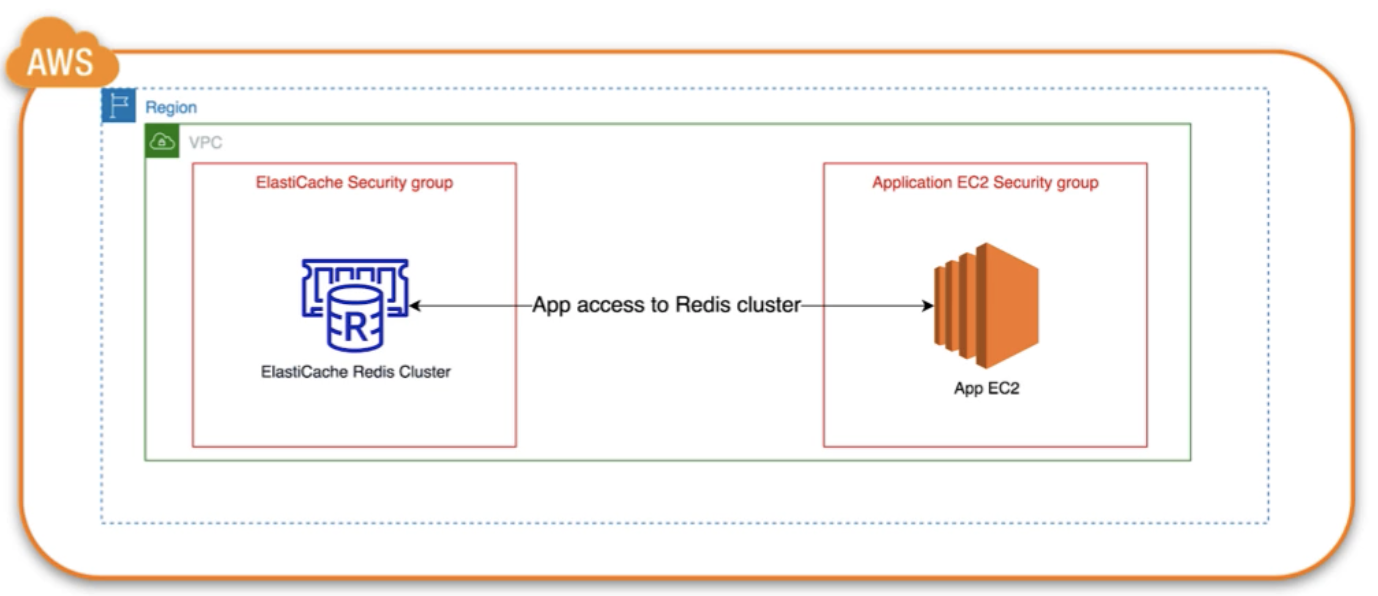 AWS
Region
VPC
ElastiCache Security group
Application EC2 Security group
App access to Redis cluster
R
ElastiCache Redis Cluster
App EC2